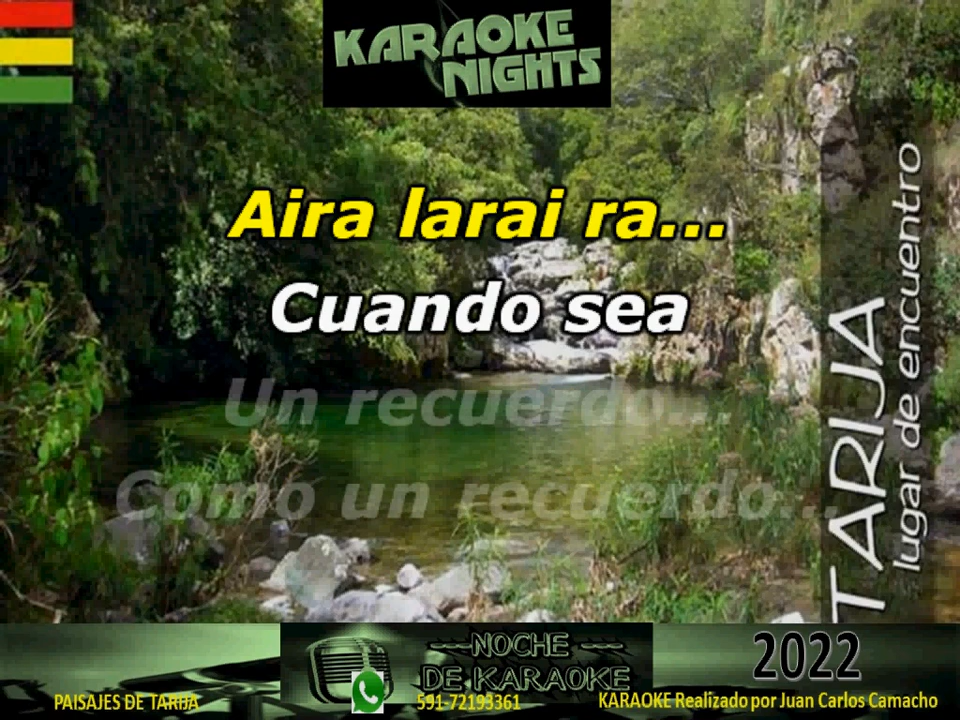 KARAOKE
NIGHTS
Aira larai ra...
Cuando sea
Un recuerdo...
Como un recuerdo...
TARIJA
lugar de encuentro
NOCHE
DE KARAOKE
2022
PAISAJES DE TARIJA
591-72193361
KARAOKE Realizado por Juan Carlos Camacho